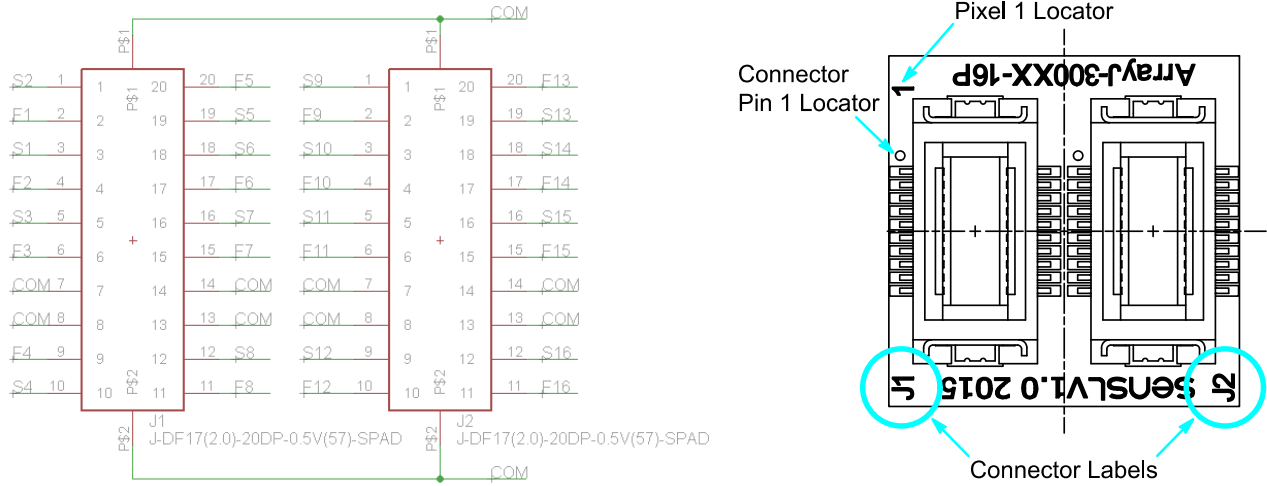 COM
P$1
P$1
S2 1 1 20 20 F5
F1 2 2 19 19 S5
S1 3 3 18 18 S6
F2 4 4 17 17 F6
S3 5 5 16 16 S7
F3 6 6 15 15 F7
COM 7 7 14 14 COM
COM 8 8 13 13 COM
F4 9 9 12 12 S8
S4 10 10 11 11 F8
P$2
P$2
J1
J-DF17(2.0)-20DP-0.5V(57)-SPAD
P$1
P$1
S9 1 1 20 20 F13
F9 2 2 19 19 S13
S10 3 3 18 18 S14
F10 4 4 17 17 F14
S11 5 5 16 16 S15
F11 6 6 15 15 F15
COM 7 7 14 14 COM
COM 8 8 13 13 COM
S12 9 9 12 12 S16
F12 10 10 11 11 F16
P$2
P$2
J2
J-DF17(2.0)-20DP-0.5V(57)-SPAD
COM
Pixel 1 Locator
Connector
Pin 1 Locator
ArrayJ-300XX-16P
1
J1
SenSLV1.0 2015
J2
Connector Labels